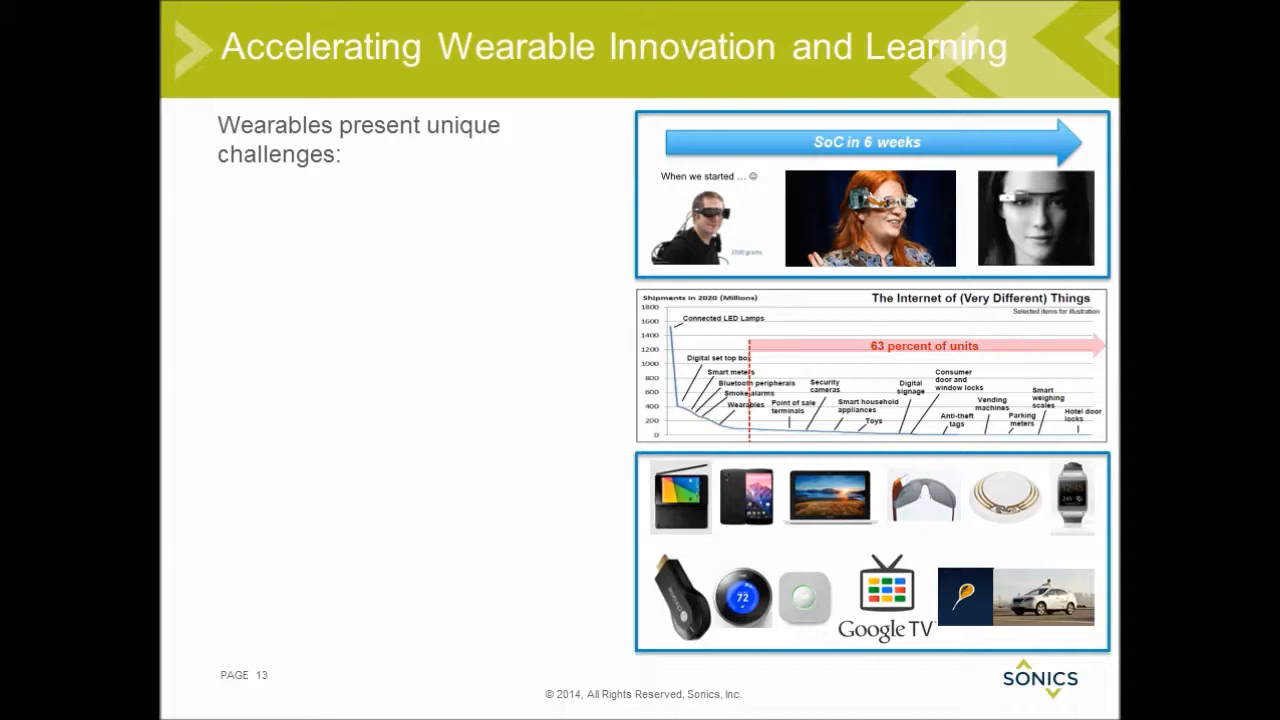 Accelerating Wearable Innovation and Learning
Wearables present unique
challenges:
SoC in 6 weeks
When we started … ☺
Shipments in 2020 (Millions)
The Internet of (Very Different) Things
Selected items for illustration
1800
1600
1400
1200
1000
800
600
400
200
0
Connected LED Lamps
63 percent of units
Digital set top box
Smart meters
Bluetooth peripherals
Smoke alarms
Wearables
Point of sale
terminals
Security
cameras
Smart household
appliances
Toys
Digital
signage
Consumer
door and
window locks
Anti-theft
tags
Vending
machines
Parking
meters
Smart
weighing
scales
Hotel door
locks
chrome
72
Google TV
PAGE 13
© 2014, All Rights Reserved, Sonics, Inc.
SONICS